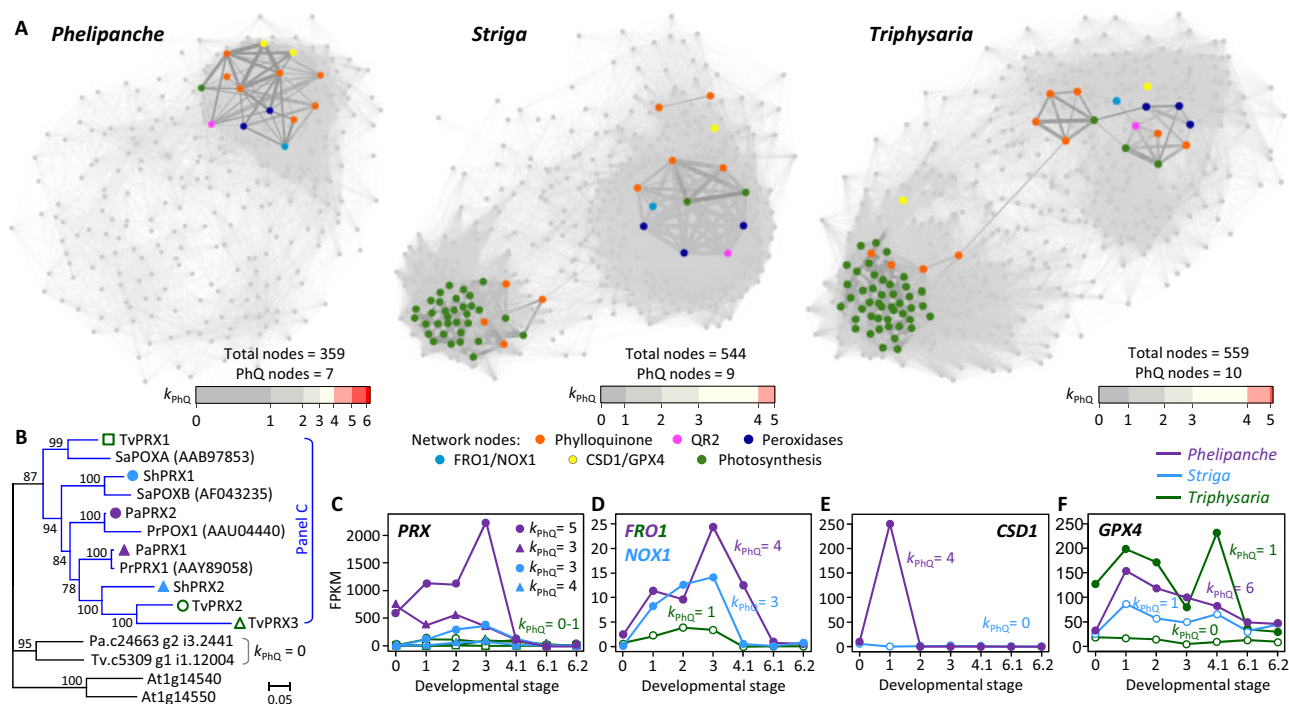 A
Phelipanche
Striga
Triphysaria
Total nodes = 359
PhQ nodes = 7
kPhQ
0 1 2 3 4 5 6
Total nodes = 544
PhQ nodes = 9
kPhQ
0 1 2 3 4 5
Total nodes = 559
PhQ nodes = 10
kPhQ
0 1 2 3 4 5
Network nodes: Phylloquinone QR2 Peroxidases
FRO1/NOX1 CSD1/GPX4 Photosynthesis
B
99
TvPRX1
SaPOXA (AAB97853)
87
100
ShPRX1
SaPOXB (AF043235)
94
100
PaPRX2
PrPOX1 (AAU04440)
84
100
PaPRX1
PrPRX1 (AAY89058)
78
ShPRX2
100
TvPRX2
100
TvPRX3
Panel C
95
Pa.c24663_g2_i3.2441
Tv.c5309_g1_i1.12004
kPhQ = 0
100
At1g14540
At1g14550
0.05
Phelipanche
Striga
Triphysaria
C
PRX
FPKM
2000
1500
1000
500
0
kPhQ = 5
kPhQ = 3
kPhQ = 3
kPhQ = 4
kPhQ = 0-1
0 1 2 3 4.1 6.1 6.2
Developmental stage
D
FRO1
NOX1
25
20
15
10
5
0
kPhQ = 4
kPhQ = 3
kPhQ = 1
0 1 2 3 4.1 6.1 6.2
Developmental stage
E
CSD1
250
200
150
100
50
0
kPhQ = 4
kPhQ = 0
0 1 2 3 4.1 6.1 6.2
Developmental stage
F
GPX4
250
200
150
100
50
0
kPhQ = 1
kPhQ = 6
kPhQ = 1
kPhQ = 0
0 1 2 3 4.1 6.1 6.2
Developmental stage